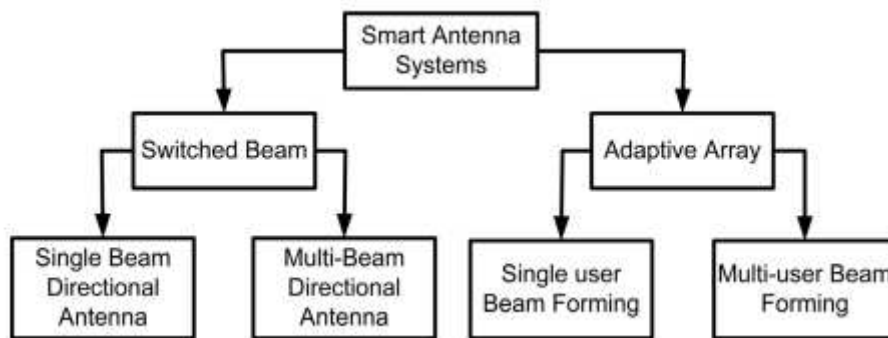 Smart Antenna
Systems
Switched Beam
Adaptive Array
Single Beam
Directional
Antenna
Multi-Beam
Directional
Antenna
Single user
Beam Forming
Multi-user Beam
Forming